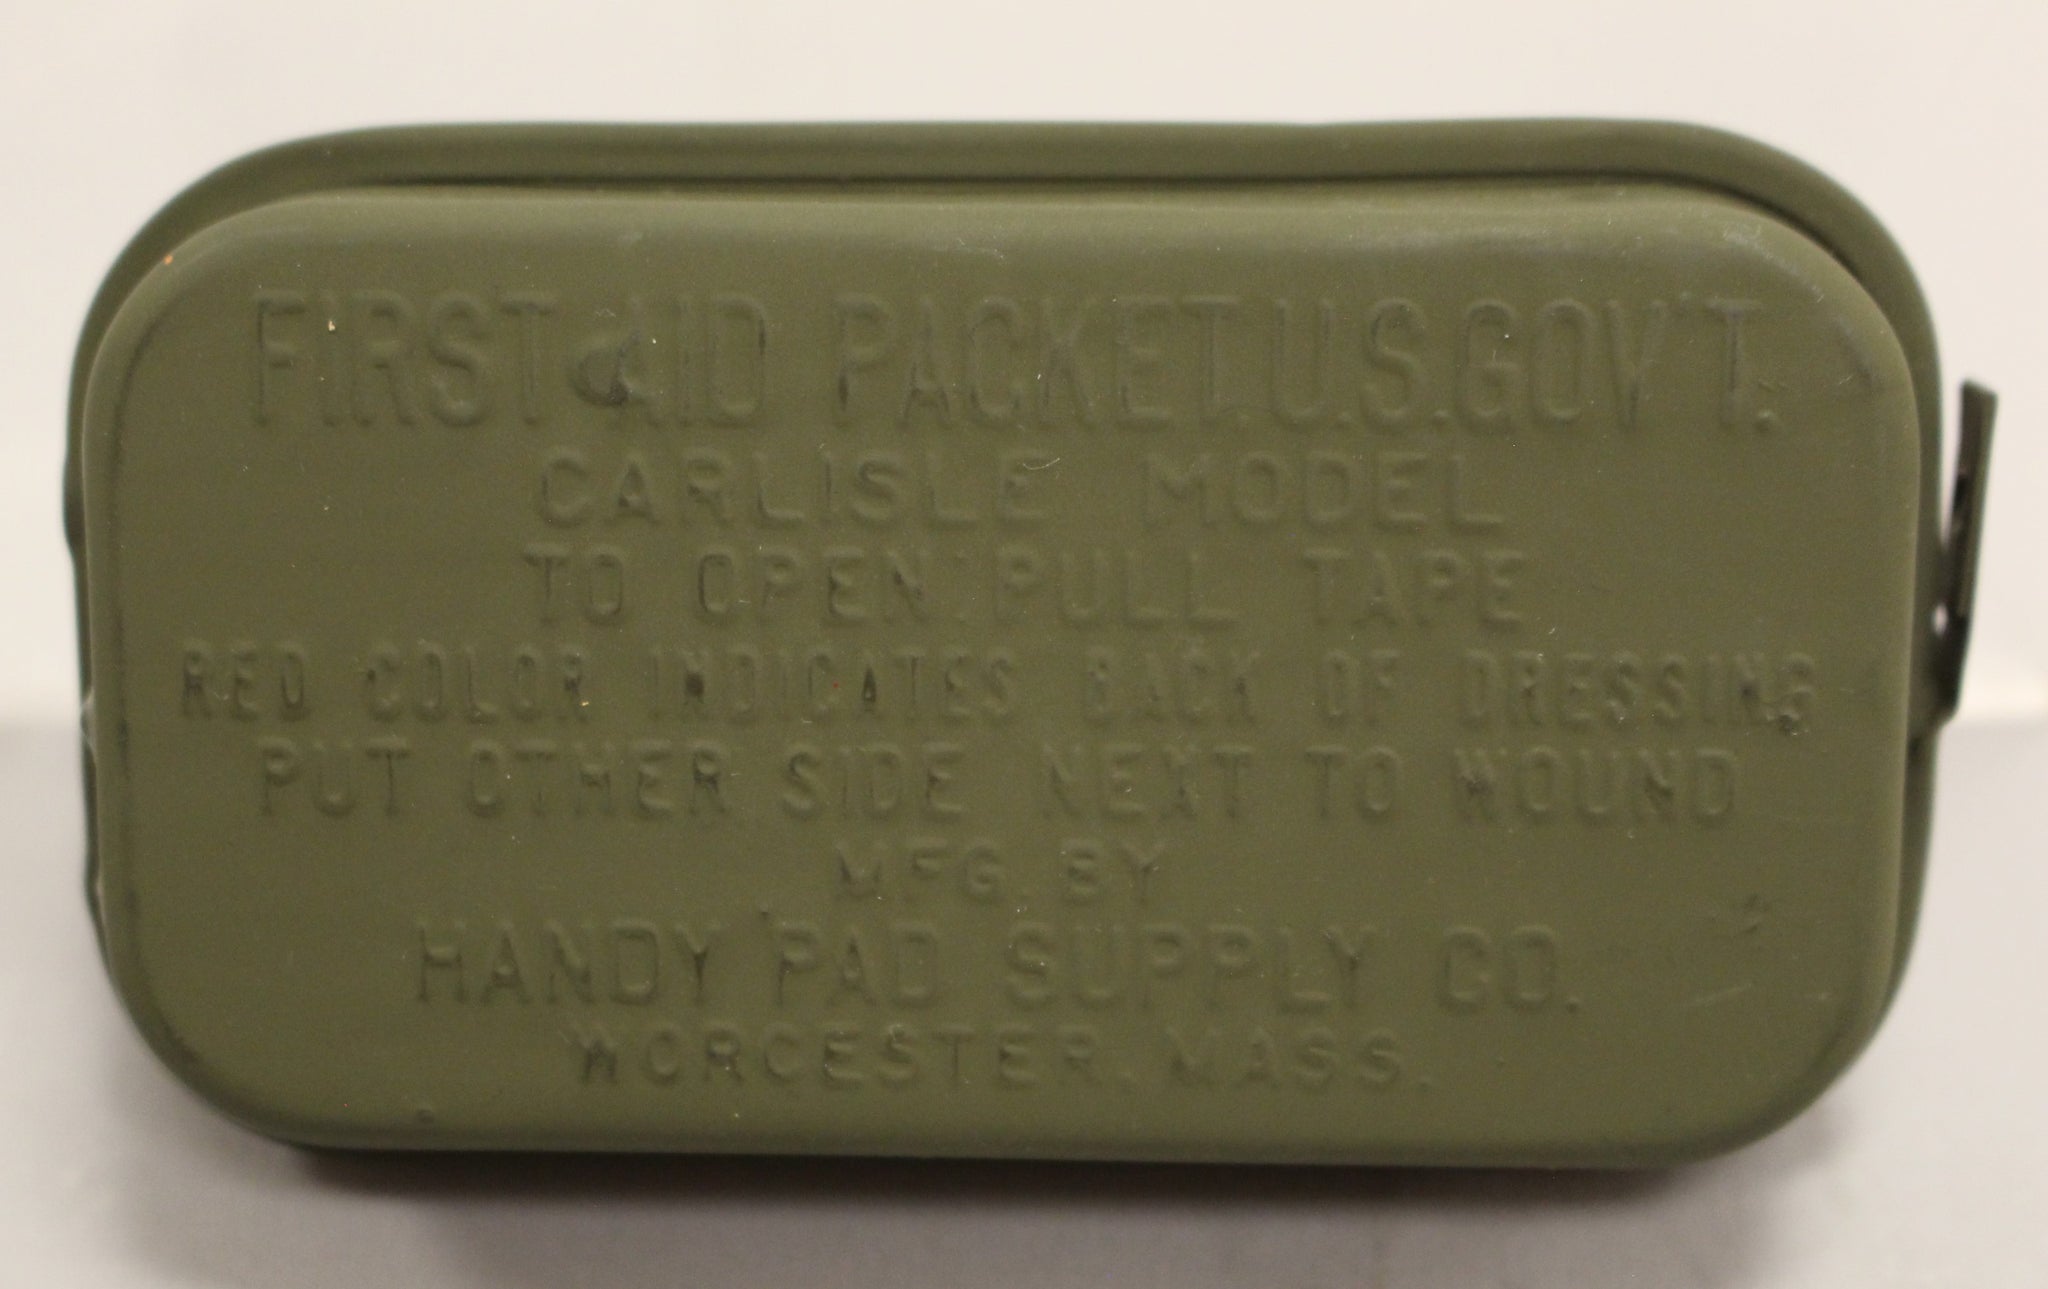 FIRST AID PACKET.U.S.GOV'T.
CARLISLE MODEL
TO OPEN:PULL TAPE
RED COLOR INDICATES BACK OF DRESSING
PUT OTHER SIDE NEXT TO WOUND
MFG. BY
HANDY PAD SUPPLY CO.
WORCESTER, MASS.